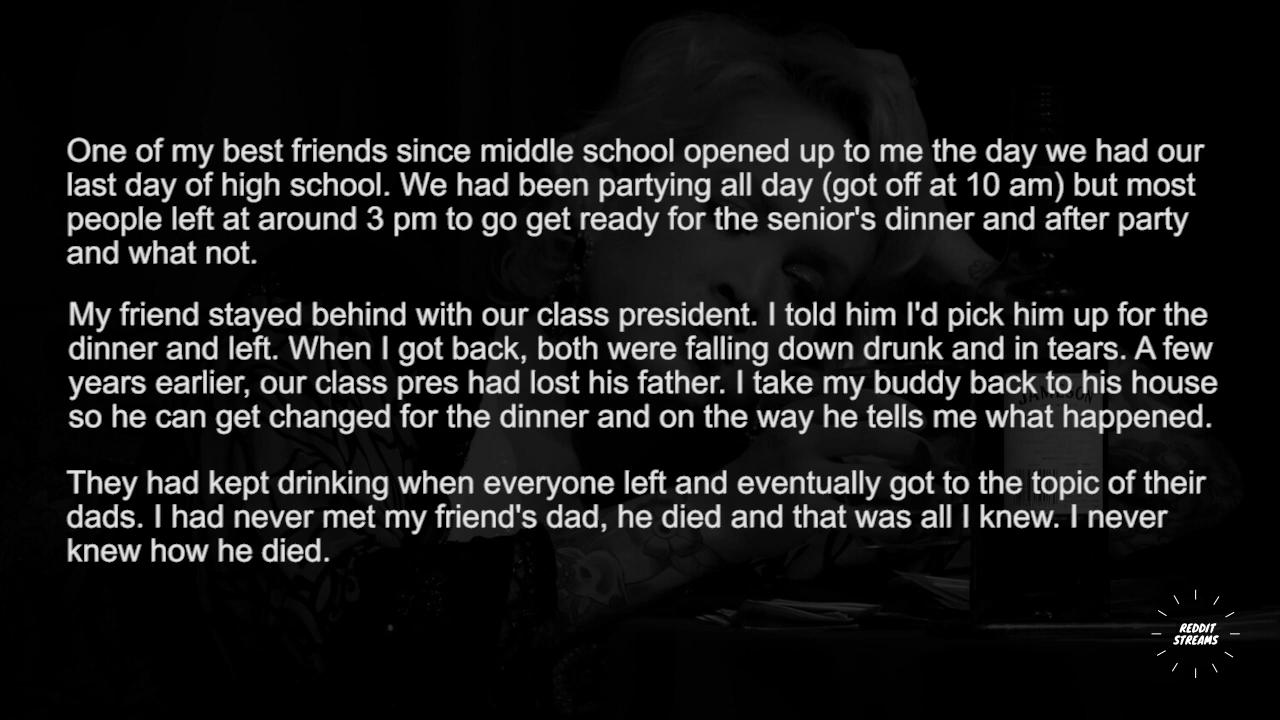 One of my best friends since middle school opened up to me the day we had our
last day of high school. We had been partying all day (got off at 10 am) but most
people left at around 3 pm to go get ready for the senior's dinner and after party
and what not.
My friend stayed behind with our class president. I told him I'd pick him up for the
dinner and left. When I got back, both were falling down drunk and in tears. A few
years earlier, our class pres had lost his father. I take my buddy back to his house
so he can get changed for the dinner and on the way he tells me what happened.
JAMESON
They had kept drinking when everyone left and eventually got to the topic of their
dads. I had never met my friend's dad, he died and that was all I knew. I never
knew how he died.
REDDIT
STREAMS